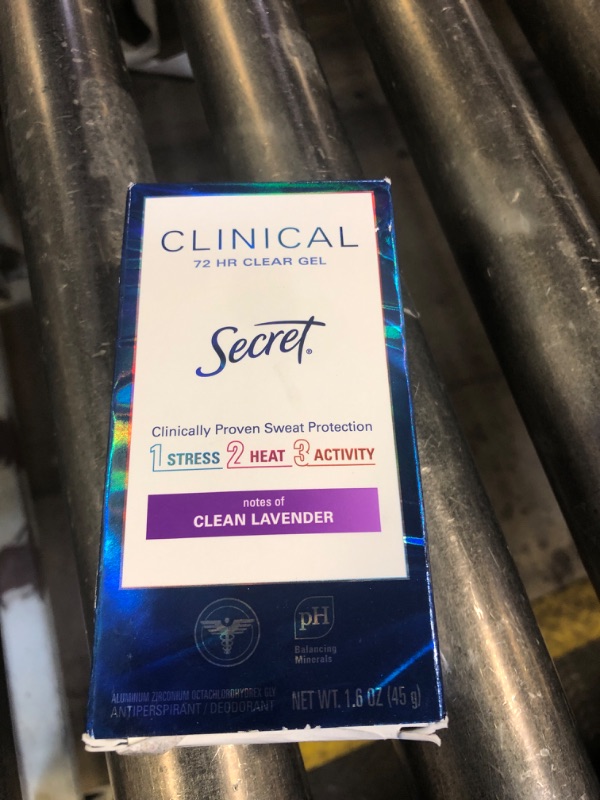 CLINICAL
72 HR CLEAR GEL
Secret®
Clinically Proven Sweat Protection
1 STRESS 2 HEAT 3 ACTIVITY
notes of
CLEAN LAVENDER
pH
Balancing
Minerals
ALUMINUM ZIRCONIUM OCTACHLOROHYDREX GLY
ANTIPERSPIRANT / DEODORANT
NET WT. 1.6 OZ (45 g)